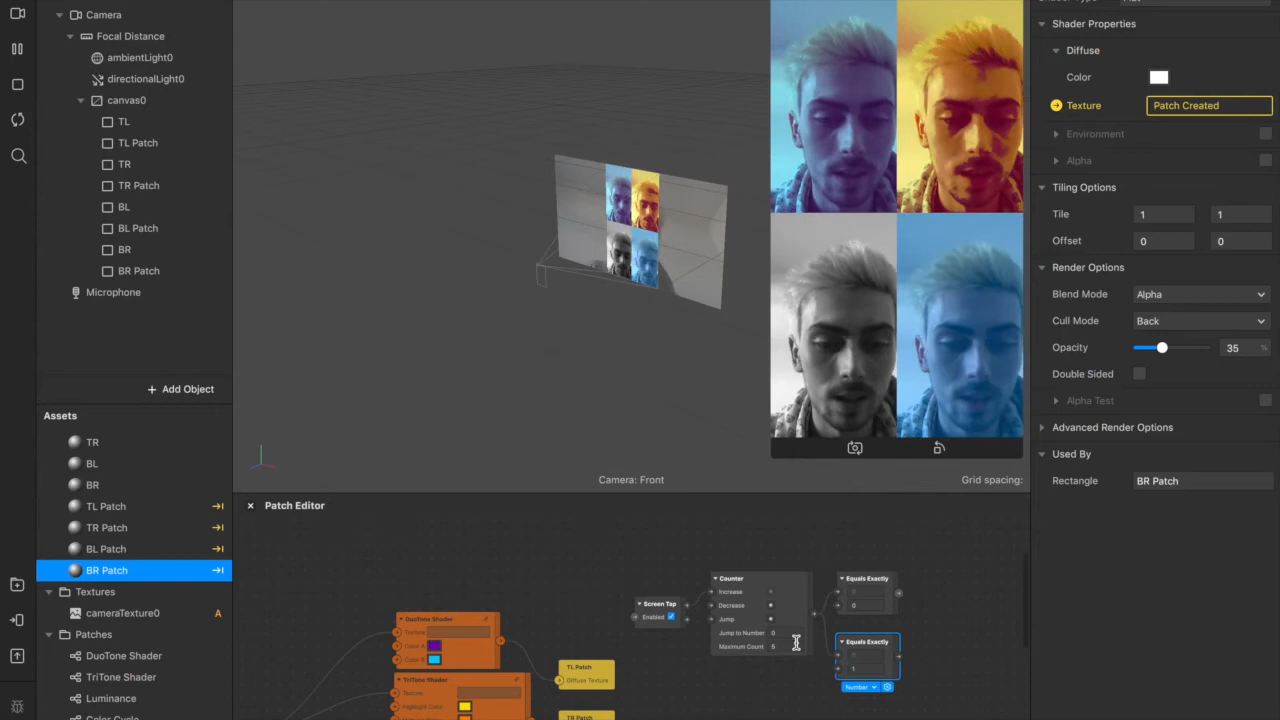 Camera
Focal Distance
ambientLight0
directionalLight0
canvas0
TL
TL Patch
TR
TR Patch
BL
BL Patch
BR
BR Patch
Microphone
+ Add Object
Assets
TR
BL
BR
TL Patch
TR Patch
BL Patch
BR Patch
Textures
cameraTexture0 A
Patches
DuoTone Shader
TriTone Shader
Luminance
Color Cycle
Camera: Front
Grid spacing:
Patch Editor
DuoTone Shader
Texture
Color A
Color B
TriTone Shader
Texture
Highlight Color
TL Patch
Diffuse Texture
TR Patch
Screen Tap
Enabled
Counter
Increase
Decrease
Jump
Jump to Number 0
Maximum Count 5
Equals Exactly
0
Equals Exactly
0
1
Number
Shader Properties
Diffuse
Color
Texture Patch Created
Environment
Alpha
Tiling Options
Tile 1 1
Offset 0 0
Render Options
Blend Mode Alpha
Cull Mode Back
Opacity 35 %
Double Sided
Alpha Test
Advanced Render Options
Used By
Rectangle BR Patch